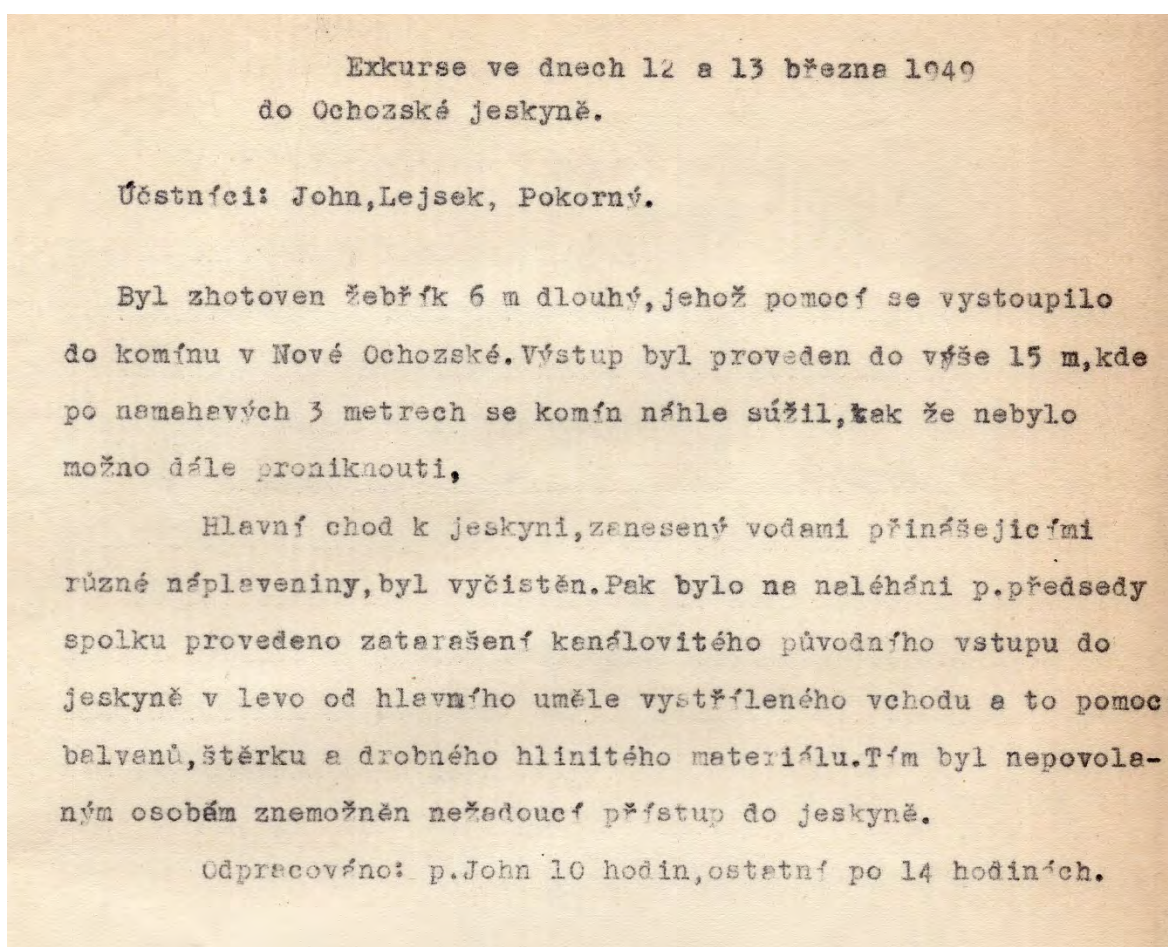 Exkurse ve dnech 12 a 13 března 1949
do Ochozské jeskyně.
Účstníci: John,Lejsek, Pokorný.
Byl zhotoven žebřík 6 m dlouhý,jehož pomocí se vystoupilo
do komínu v Nové Ochozské.Výstup byl proveden do výše 15 m,kde
po namahavých 3 metrech se komín náhle súžil,tak že nebylo
možno dále proniknouti,
Hlavní chod k jeskyni,zanesený vodami přinášejicími
různé náplaveniny,byl vyčistěn.Pak bylo na naléháni p.předsedy
spolku provedeno zatarašení kanálovitého původního vstupu do
jeskyně v levo od hlavního uměle vystříleného vchodu a to pomoc
balvanů,štěrku a drobného hlinitého materiálu.Tím byl nepovola-
ným osobám znemožněn nežadoucí přístup do jeskyně.
Odpracováno: p.John 10 hodin,ostatní po 14 hodinách.